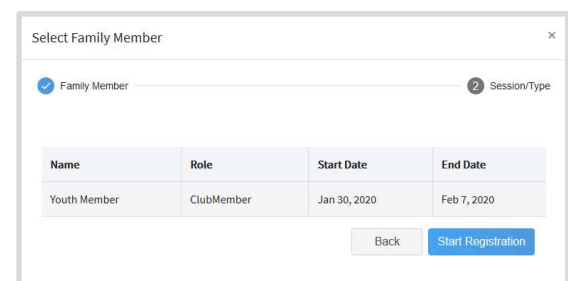 Select Family Member ×
Family Member 2 Session/Type
Name Role Start Date End Date
Youth Member ClubMember Jan 30, 2020 Feb 7, 2020
Back Start Registration